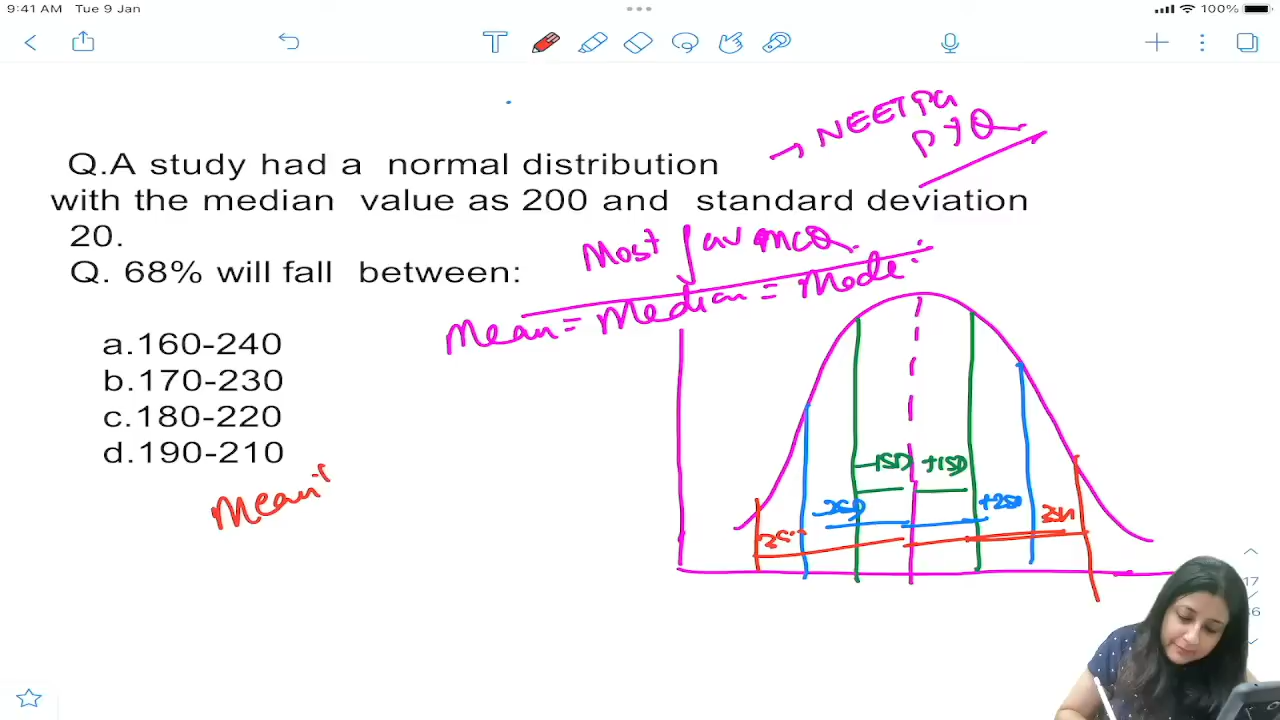 9:41 AM Tue 9 Jan
100%
→ NEETPG
PYQ
Q.A study had a normal distribution
with the median value as 200 and standard deviation
20.
Most fav MCQ
Q. 68% will fall between:
Mean = Median = Mode
a.160-240
b.170-230
c.180-220
d.190-210
Mean
-1SD +1SD
-2SD +2SD
3SD
17